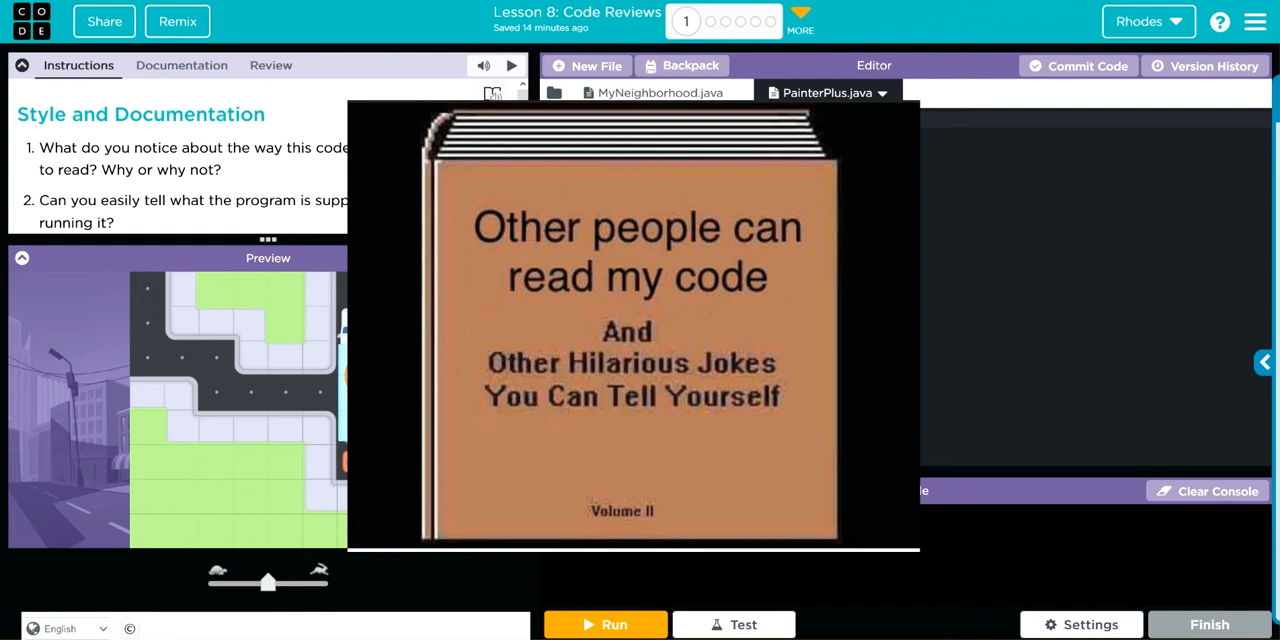 CODE
Share
Remix
Lesson 8: Code Reviews
Saved 14 minutes ago
1
MORE
Rhodes
?
Instructions
Documentation
Review
New File
Backpack
Editor
Commit Code
Version History
MyNeighborhood.java
PainterPlus.java
Style and Documentation
1. What do you notice about the way this code
to read? Why or why not?
2. Can you easily tell what the program is supp
running it?
Preview
Other people can
read my code
And
Other Hilarious Jokes
You Can Tell Yourself
Volume II
le
Clear Console
English
©
Run
Test
Settings
Finish